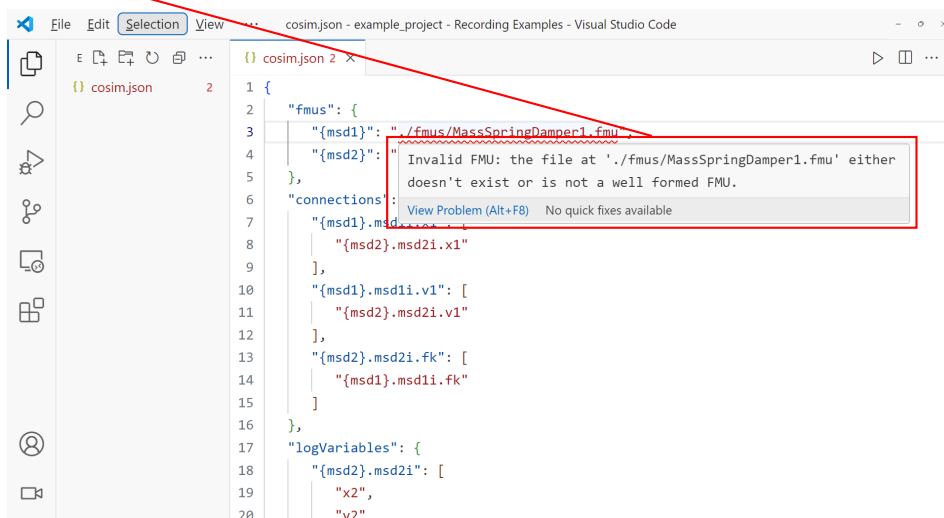 File Edit Selection View ... cosim.json - example_project - Recording Examples - Visual Studio Code
E
{} cosim.json 2
{} cosim.json 2 ×
1 {
2 "fmus": {
3 "{msd1}": "./fmus/MassSpringDamper1.fmu",
4 "{msd2}": "
Invalid FMU: the file at './fmus/MassSpringDamper1.fmu' either
doesn't exist or is not a well formed FMU.
View Problem (Alt+F8) No quick fixes available
5 },
6 "connections":
7 "{msd1}.msd1i.x1": [
8 "{msd2}.msd2i.x1"
9 ],
10 "{msd1}.msd1i.v1": [
11 "{msd2}.msd2i.v1"
12 ],
13 "{msd2}.msd2i.fk": [
14 "{msd1}.msd1i.fk"
15 ]
16 },
17 "logVariables": {
18 "{msd2}.msd2i": [
19 "x2",
20 "v2"